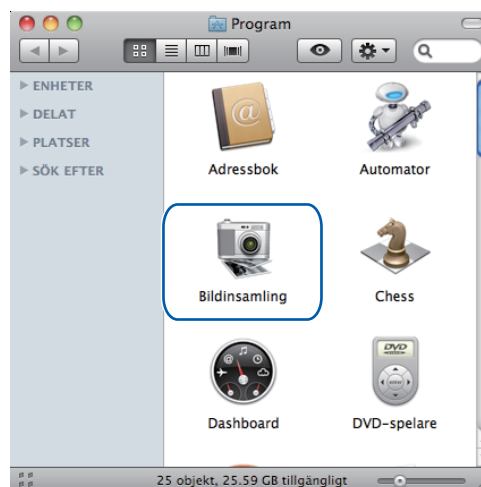 Program
ENHETER
DELAT
PLATSER
SÖK EFTER
Adressbok
Automator
Bildinsamling
Chess
DVD
Dashboard
DVD-spelare
25 objekt, 25.59 GB tillgängligt